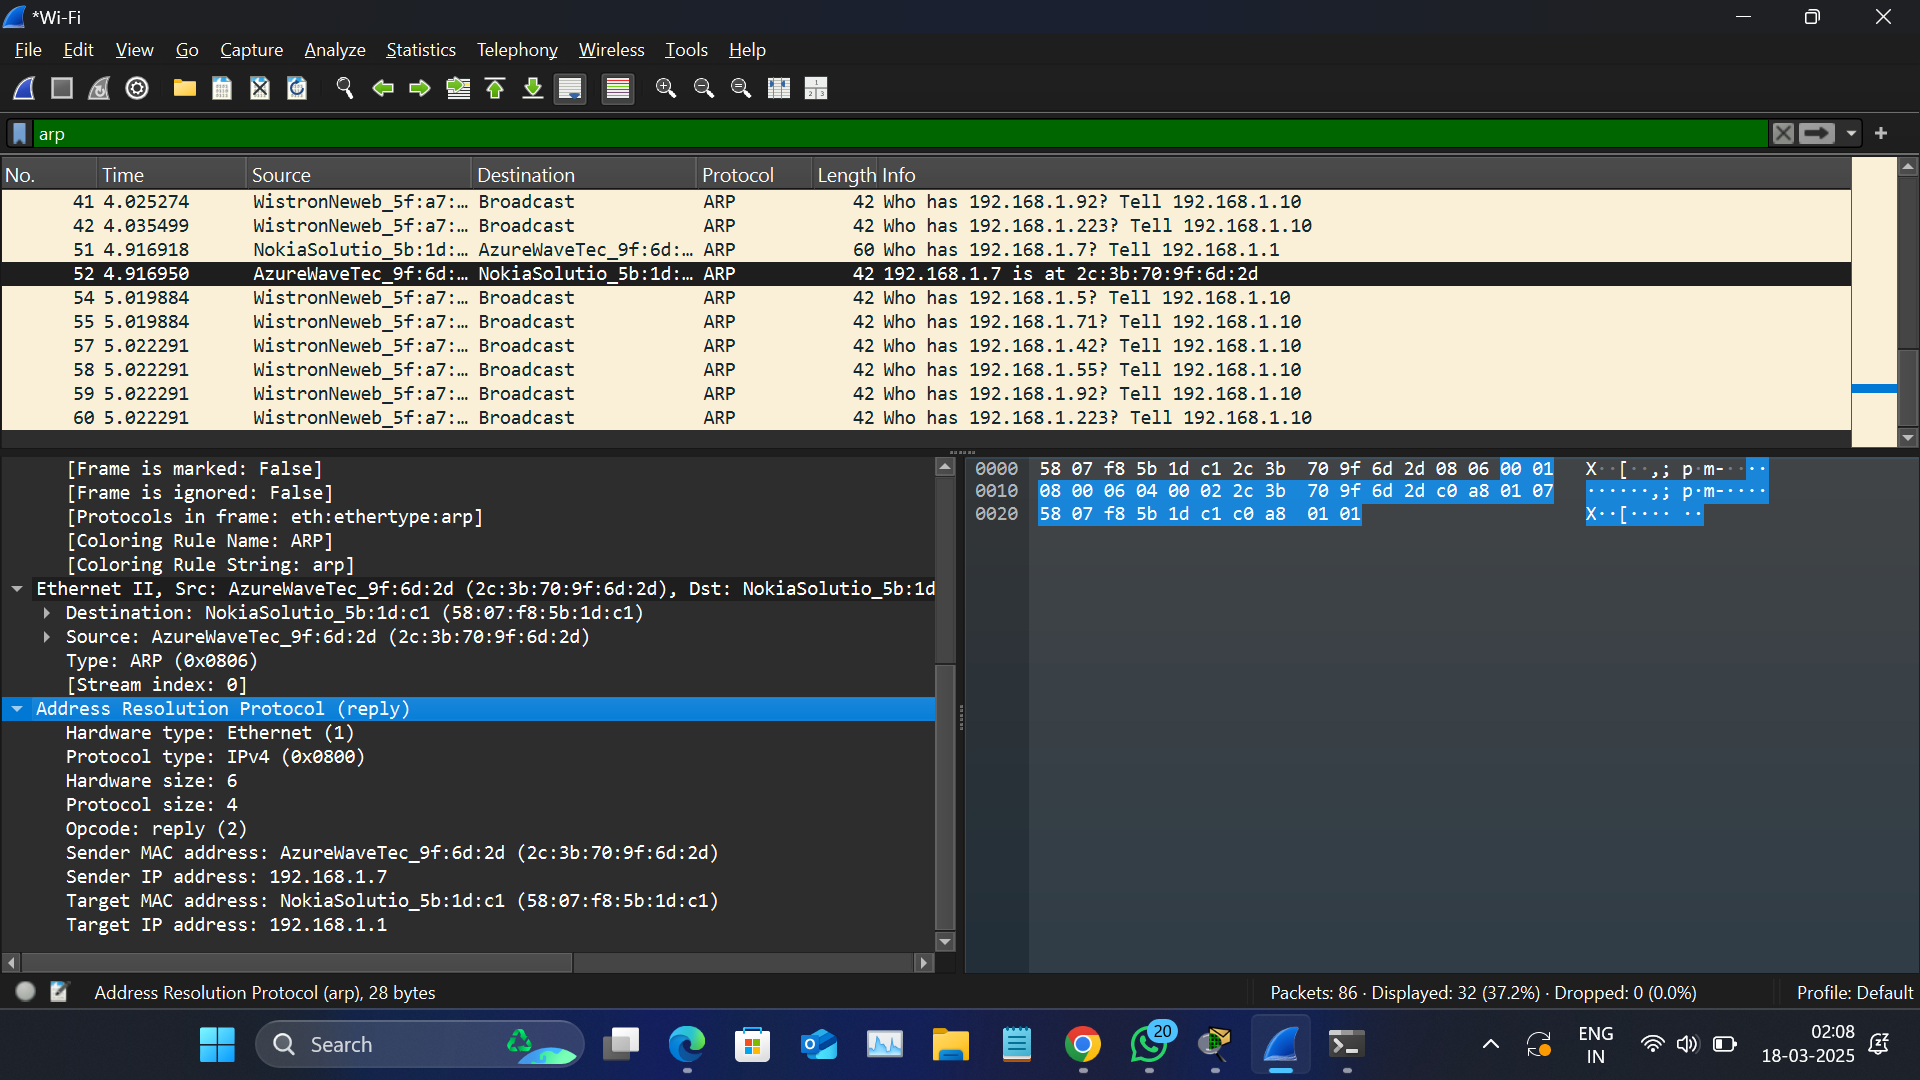 *Wi-Fi
File Edit View Go Capture Analyze Statistics Telephony Wireless Tools Help
arp
No. Time Source Destination Protocol Length Info
41 4.025274 WistronNeweb_5f:a7:… Broadcast ARP 42 Who has 192.168.1.92? Tell 192.168.1.10
42 4.035499 WistronNeweb_5f:a7:… Broadcast ARP 42 Who has 192.168.1.223? Tell 192.168.1.10
51 4.916918 NokiaSolutio_5b:1d:… AzureWaveTec_9f:6d:… ARP 60 Who has 192.168.1.7? Tell 192.168.1.1
52 4.916950 AzureWaveTec_9f:6d:… NokiaSolutio_5b:1d:… ARP 42 192.168.1.7 is at 2c:3b:70:9f:6d:2d
54 5.019884 WistronNeweb_5f:a7:… Broadcast ARP 42 Who has 192.168.1.5? Tell 192.168.1.10
55 5.019884 WistronNeweb_5f:a7:… Broadcast ARP 42 Who has 192.168.1.71? Tell 192.168.1.10
57 5.022291 WistronNeweb_5f:a7:… Broadcast ARP 42 Who has 192.168.1.42? Tell 192.168.1.10
58 5.022291 WistronNeweb_5f:a7:… Broadcast ARP 42 Who has 192.168.1.55? Tell 192.168.1.10
59 5.022291 WistronNeweb_5f:a7:… Broadcast ARP 42 Who has 192.168.1.92? Tell 192.168.1.10
60 5.022291 WistronNeweb_5f:a7:… Broadcast ARP 42 Who has 192.168.1.223? Tell 192.168.1.10
[Frame is marked: False]
[Frame is ignored: False]
[Protocols in frame: eth:ethertype:arp]
[Coloring Rule Name: ARP]
[Coloring Rule String: arp]
Ethernet II, Src: AzureWaveTec_9f:6d:2d (2c:3b:70:9f:6d:2d), Dst: NokiaSolutio_5b:1d
Destination: NokiaSolutio_5b:1d:c1 (58:07:f8:5b:1d:c1)
Source: AzureWaveTec_9f:6d:2d (2c:3b:70:9f:6d:2d)
Type: ARP (0x0806)
[Stream index: 0]
Address Resolution Protocol (reply)
Hardware type: Ethernet (1)
Protocol type: IPv4 (0x0800)
Hardware size: 6
Protocol size: 4
Opcode: reply (2)
Sender MAC address: AzureWaveTec_9f:6d:2d (2c:3b:70:9f:6d:2d)
Sender IP address: 192.168.1.7
Target MAC address: NokiaSolutio_5b:1d:c1 (58:07:f8:5b:1d:c1)
Target IP address: 192.168.1.1
0000 58 07 f8 5b 1d c1 2c 3b 70 9f 6d 2d 08 06 00 01 X··[··,; p·m-····
0010 08 00 06 04 00 02 2c 3b 70 9f 6d 2d c0 a8 01 07 ······,; p·m-····
0020 58 07 f8 5b 1d c1 c0 a8 01 01 X··[···· ··
Address Resolution Protocol (arp), 28 bytes
Packets: 86 · Displayed: 32 (37.2%) · Dropped: 0 (0.0%)
Profile: Default
Search
20
ENG
IN
02:08
18-03-2025